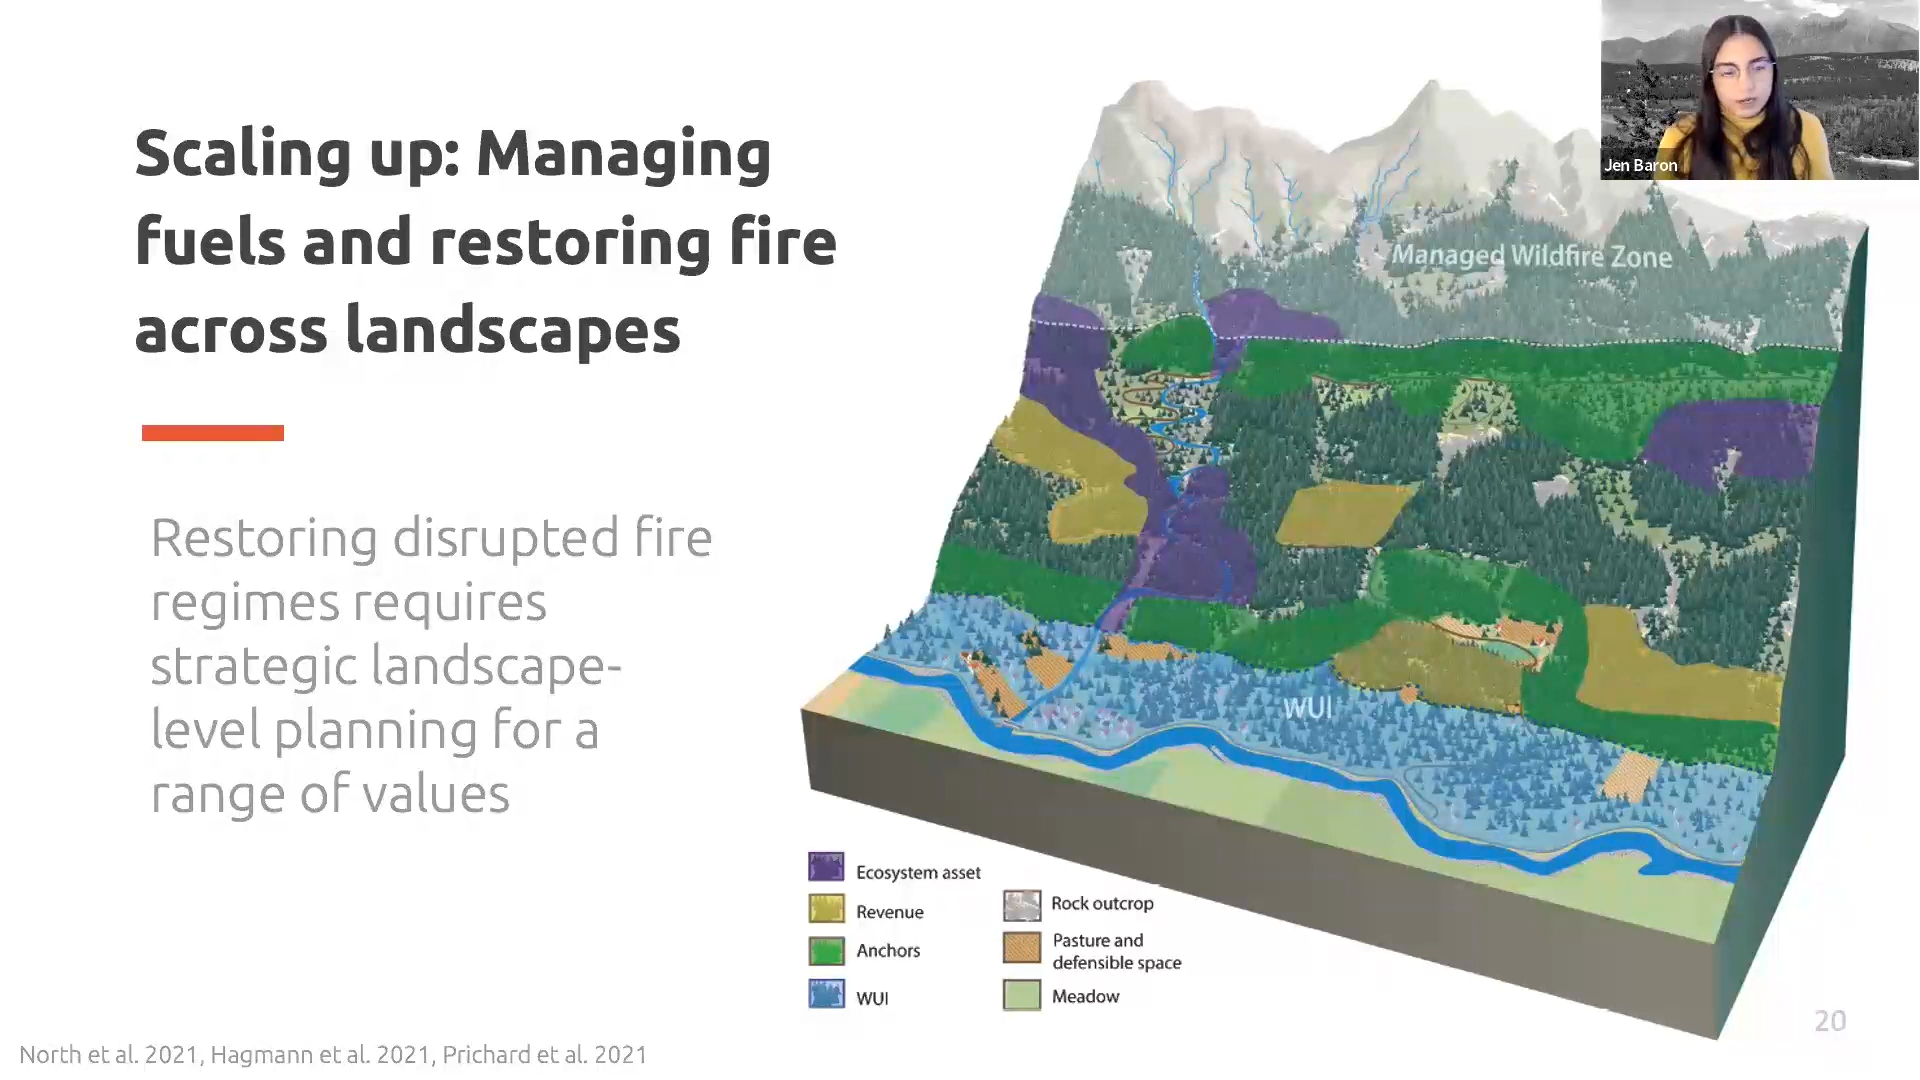 Scaling up: Managing
fuels and restoring fire
across landscapes
Restoring disrupted fire
regimes requires
strategic landscape-
level planning for a
range of values
Jen Baron
Managed Wildfire Zone
WUI
Ecosystem asset
Revenue
Anchors
WUI
Rock outcrop
Pasture and
defensible space
Meadow
20
North et al. 2021, Hagmann et al. 2021, Prichard et al. 2021